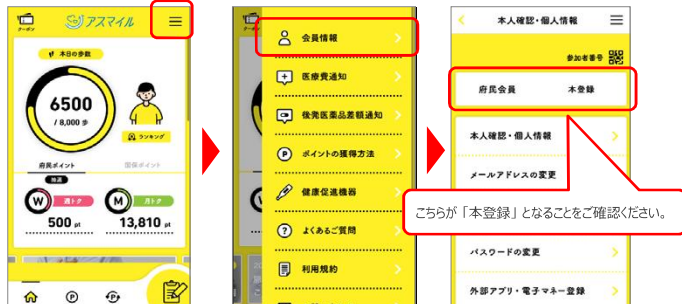 クーポン
アスマイル
本日の歩数
6500
/ 8,000 歩
ランキング
府民ポイント
国保ポイント
抽選
W 週トク
M 月トク
500 pt
13,810 pt
P
P
クーポン
会員情報
医療費通知
後発医薬品差額通知
P ポイントの獲得方法
健康促進機器
? よくあるご質問
利用規約
本人確認・個人情報
参加者番号
府民会員 本登録
本人確認・個人情報
メールアドレスの変更
こちらが「本登録」となることをご確認ください。
パスワードの変更
外部アプリ・電子マネー登録